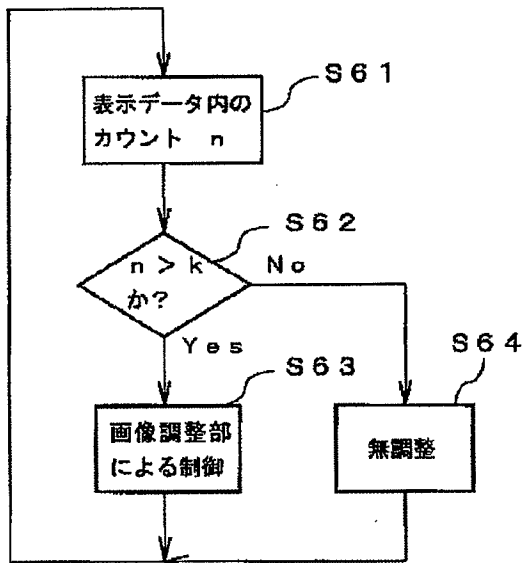 S61
表示データ内の
カウント n
S62
n > k
か?
No
Yes
S63
S64
画像調整部
による制御
無調整